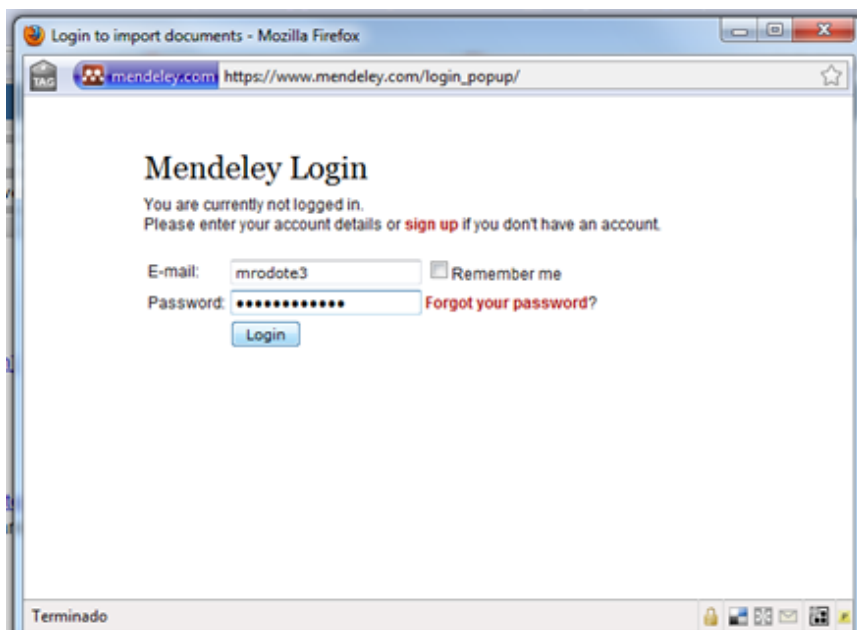 Login to import documents - Mozilla Firefox
TAG
mendeley.com https://www.mendeley.com/login_popup/
Mendeley Login
You are currently not logged in.
Please enter your account details or sign up if you don't have an account.
E-mail: mrodote3 Remember me
Password: ●●●●●●●●●●●● Forgot your password?
Login
Terminado